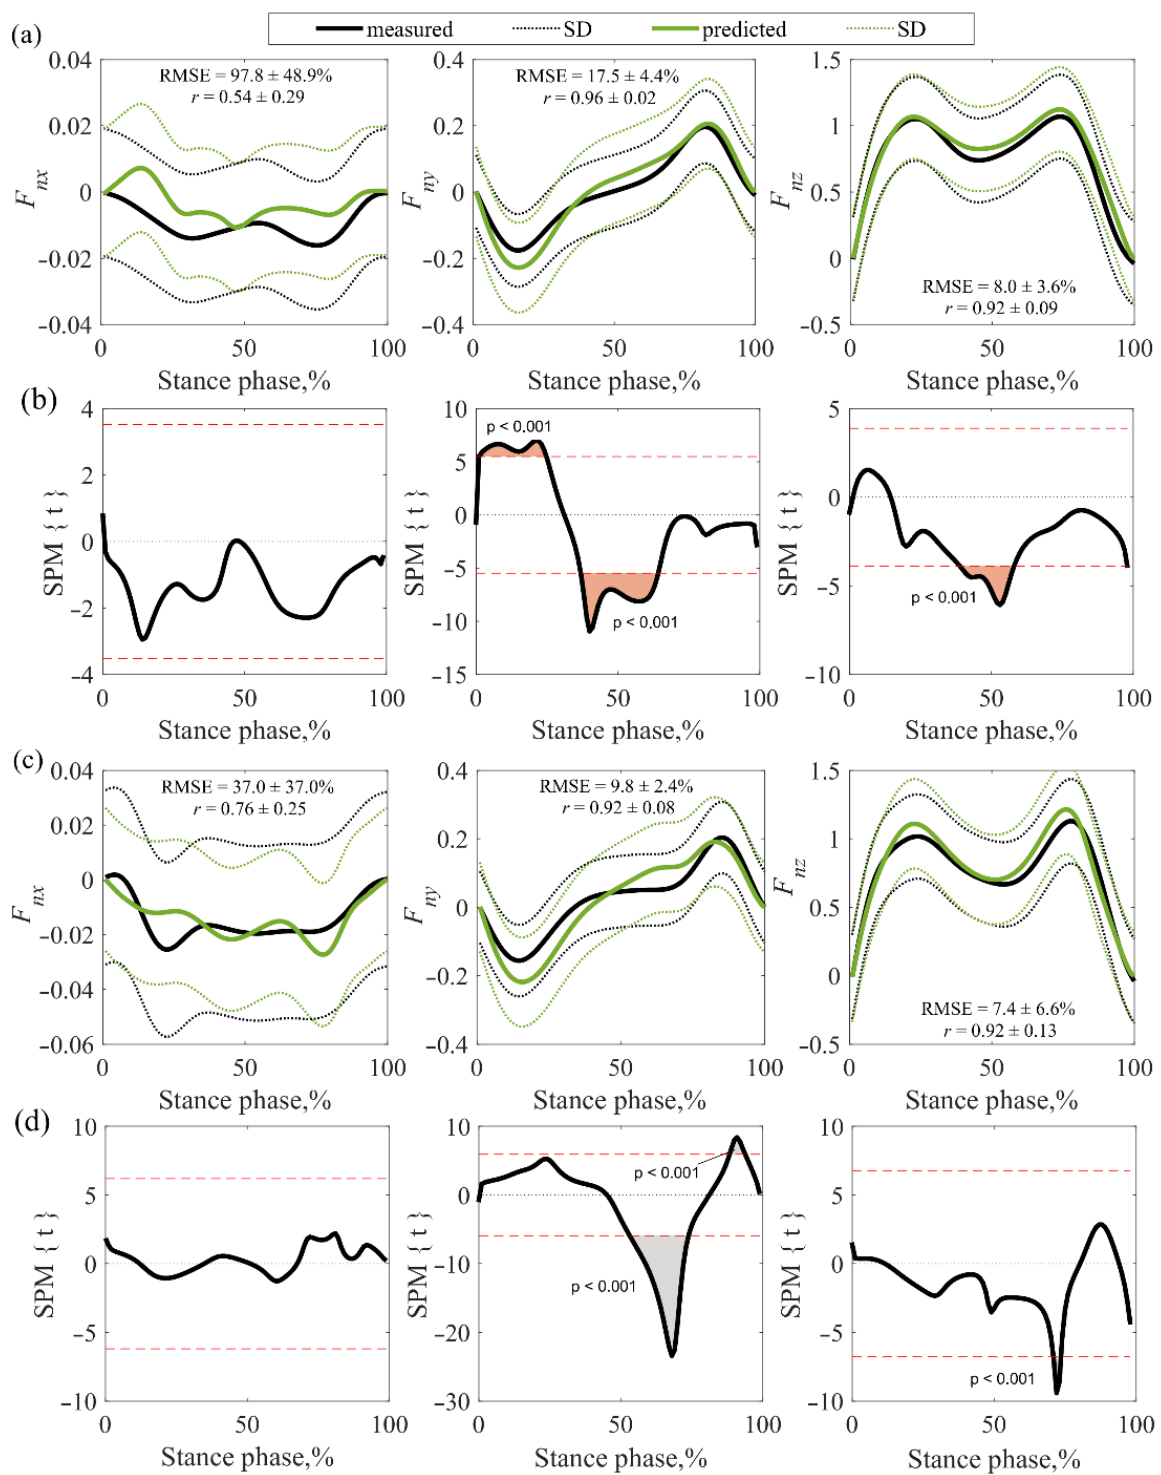 measured SD predicted SD
(a)
0.04
0.02
0
−0.02
−0.04
F_nx
RMSE = 97.8 ± 48.9%
r = 0.54 ± 0.29
0 50 100
Stance phase,%
0.4
0.2
0
−0.2
−0.4
F_ny
RMSE = 17.5 ± 4.4%
r = 0.96 ± 0.02
0 50 100
Stance phase,%
1.5
1
0.5
0
−0.5
F_nz
RMSE = 8.0 ± 3.6%
r = 0.92 ± 0.09
0 50 100
Stance phase,%
(b)
4
2
0
−2
−4
SPM { t }
0 50 100
Stance phase,%
10
5
0
−5
−10
−15
SPM { t }
p < 0.001
p < 0.001
0 50 100
Stance phase,%
5
0
−5
−10
SPM { t }
p < 0.001
0 50 100
Stance phase,%
(c)
0.04
0.02
0
−0.02
−0.04
−0.06
F_nx
RMSE = 37.0 ± 37.0%
r = 0.76 ± 0.25
0 50 100
Stance phase,%
0.4
0.2
0
−0.2
−0.4
F_ny
RMSE = 9.8 ± 2.4%
r = 0.92 ± 0.08
0 50 100
Stance phase,%
1.5
1
0.5
0
−0.5
F_nz
RMSE = 7.4 ± 6.6%
r = 0.92 ± 0.13
0 50 100
Stance phase,%
(d)
10
5
0
−5
−10
SPM { t }
0 50 100
Stance phase,%
10
0
−10
−20
−30
SPM { t }
p < 0.001
p < 0.001
0 50 100
Stance phase,%
10
5
0
−5
−10
SPM { t }
p < 0.001
0 50 100
Stance phase,%